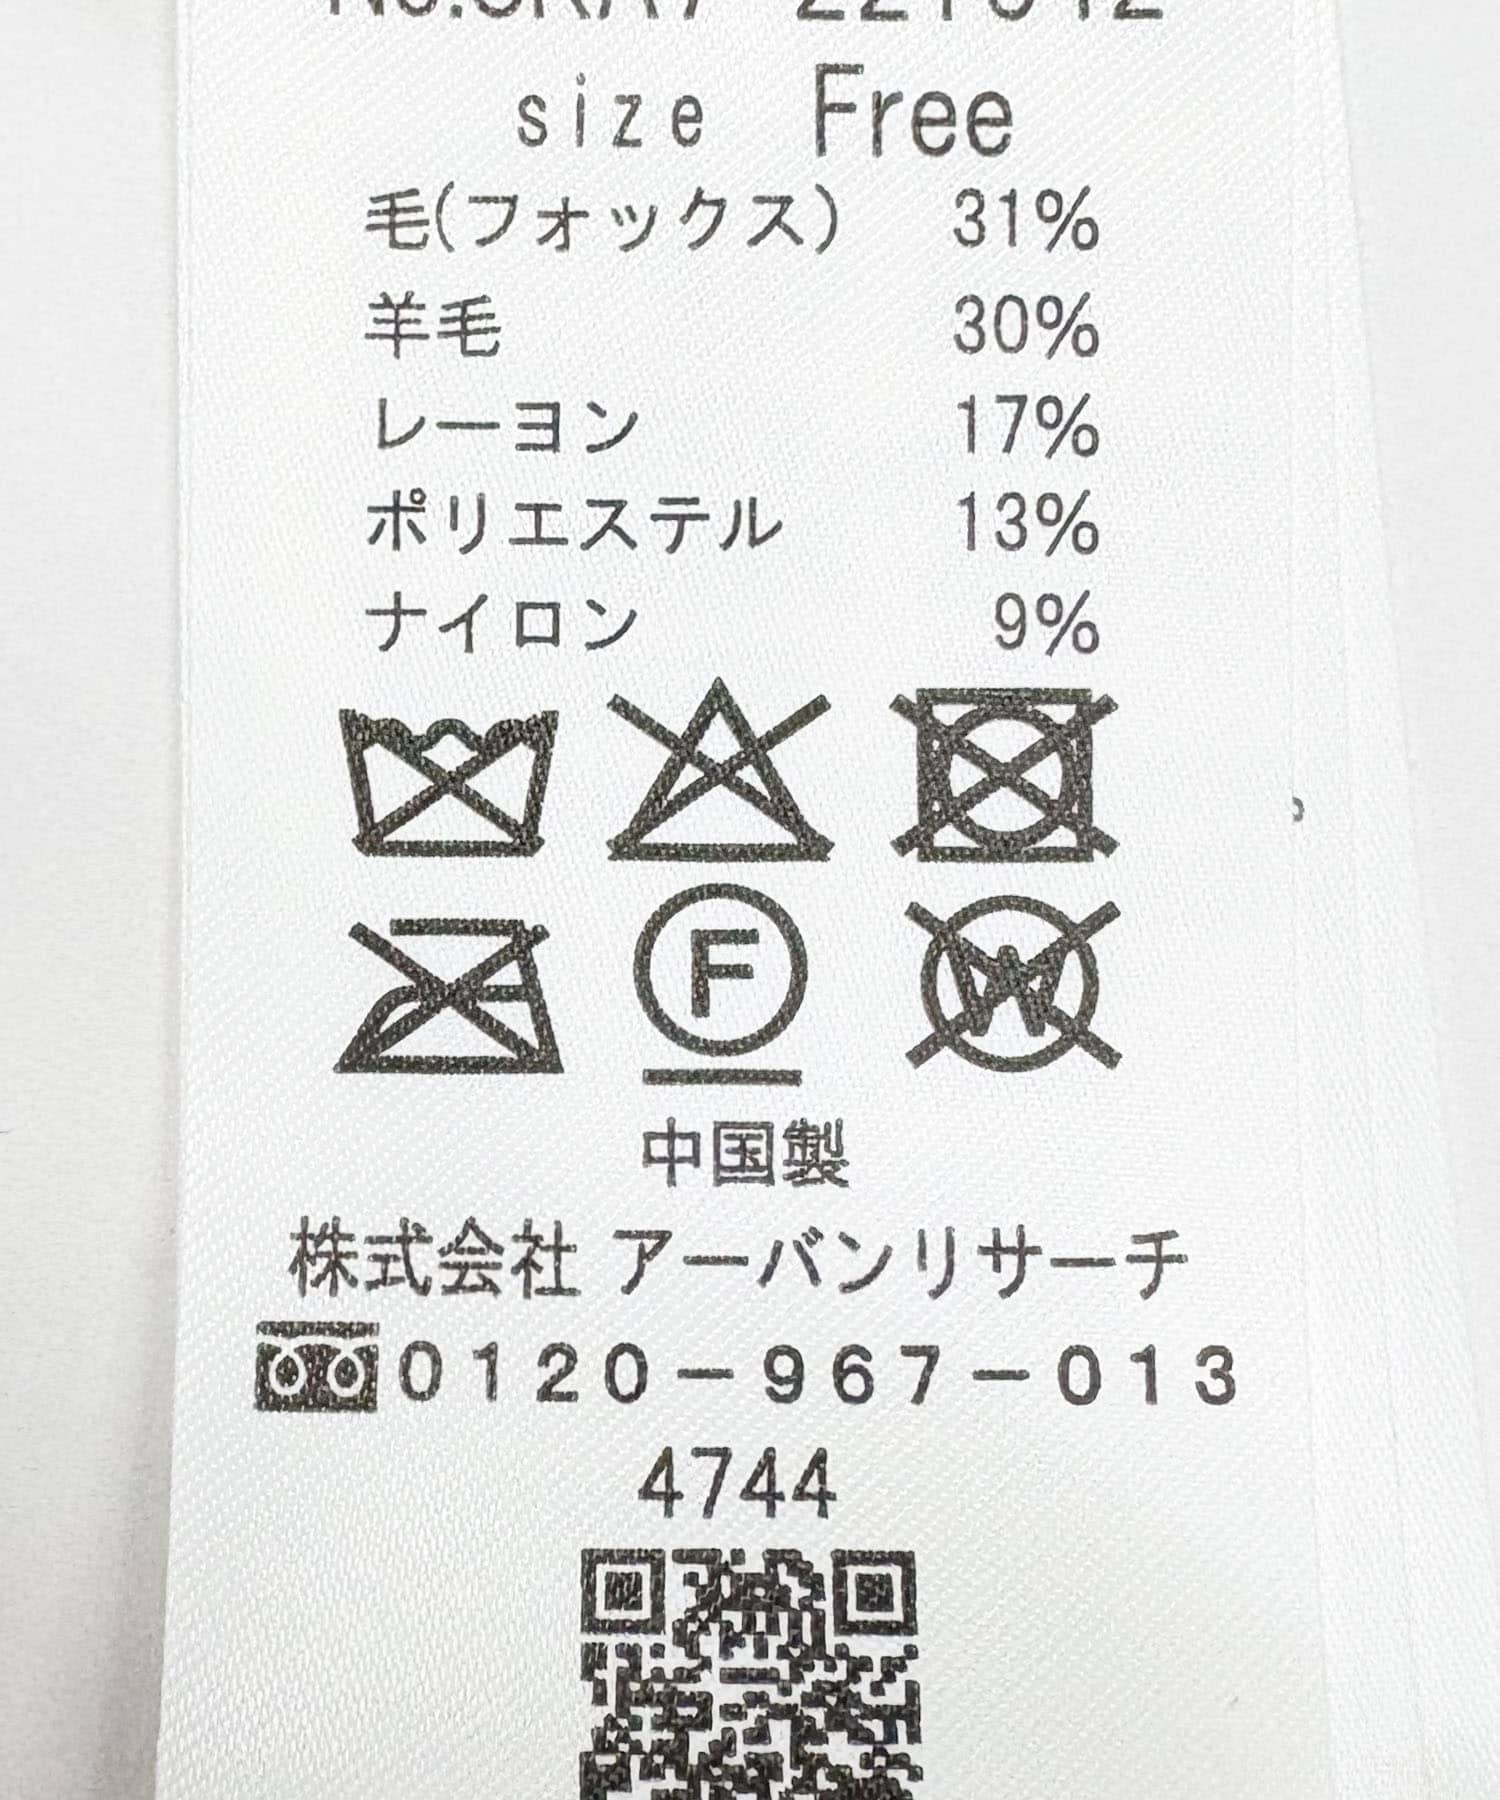 size Free
毛(フォックス) 31%
羊毛 30%
レーヨン 17%
ポリエステル 13%
ナイロン 9%
F
W
中国製
株式会社 アーバンリサーチ
0120-967-013
4744